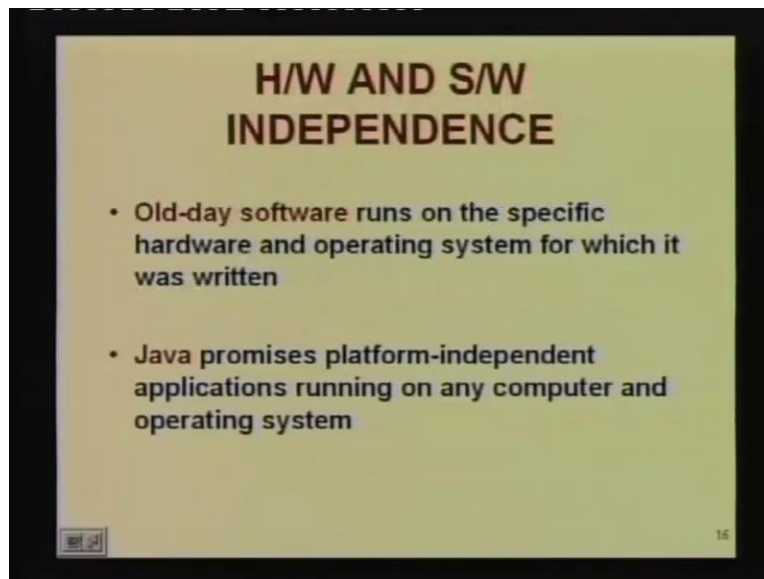 H/W AND S/W
INDEPENDENCE
• Old-day software runs on the specific
hardware and operating system for which it
was written
• Java promises platform-independent
applications running on any computer and
operating system
16